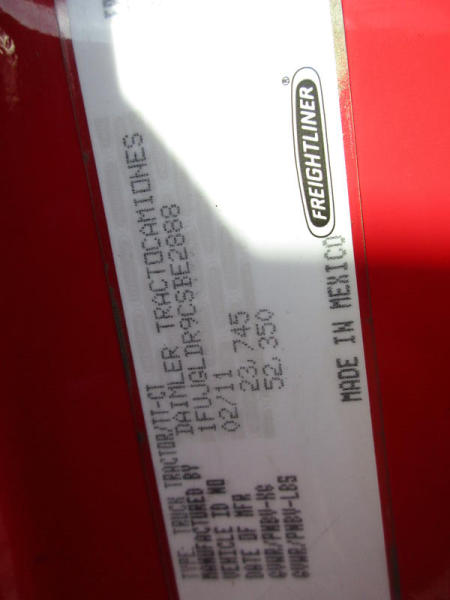 FREIGHTLINER®
TYPE: TRUCK TRACTOR/TT-CT
MANUFACTURED BY DAIMLER TRACTOCAMIONES
VEHICLE ID NO 1FUJGLDR9CSBE2888
DATE OF MFR 02/11
GVWR/PNBV-KG 23,745
GVWR/PNBV-LBS 52,350
MADE IN MEXICO